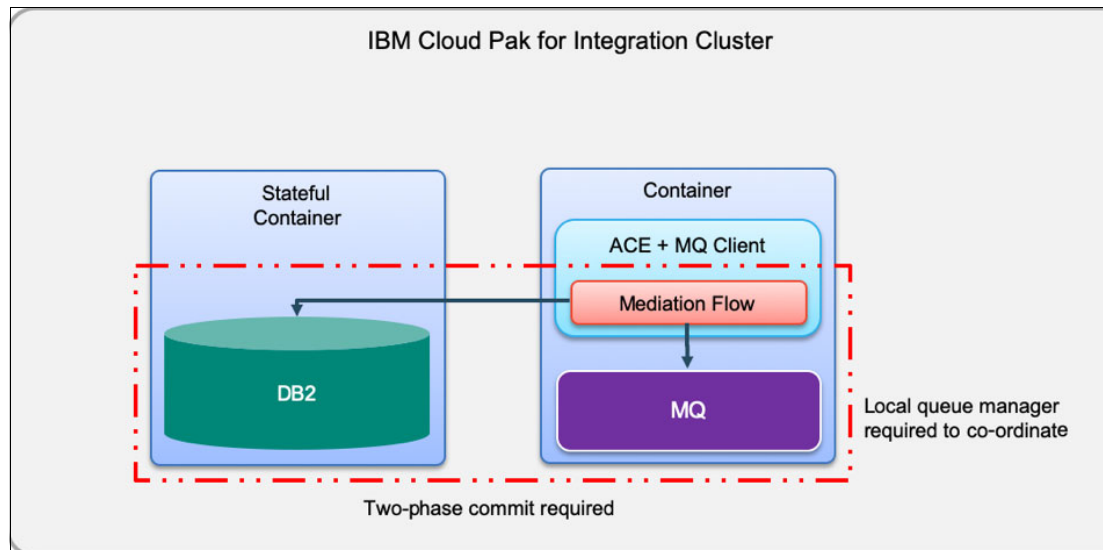 IBM Cloud Pak for Integration Cluster
Stateful
Container
Container
ACE + MQ Client
Mediation Flow
DB2
MQ
Local queue manager
required to co-ordinate
Two-phase commit required